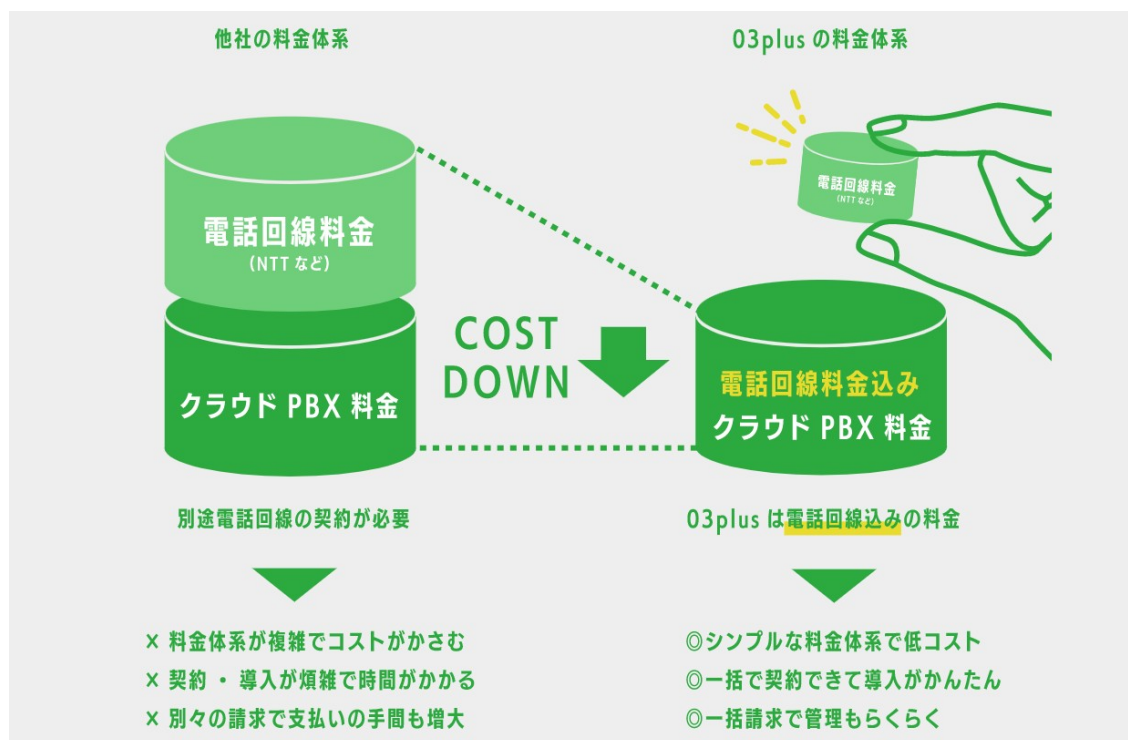 他社の料金体系
03plus の料金体系
電話回線料金
(NTT など)
電話回線料金
(NTT など)
COST
DOWN
クラウド PBX 料金
電話回線料金込み
クラウド PBX 料金
別途電話回線の契約が必要
03plus は電話回線込みの料金
× 料金体系が複雑でコストがかさむ
× 契約 ・ 導入が煩雑で時間がかかる
× 別々の請求で支払いの手間も増大
◎シンプルな料金体系で低コスト
◎一括で契約できて導入がかんたん
◎一括請求で管理もらくらく